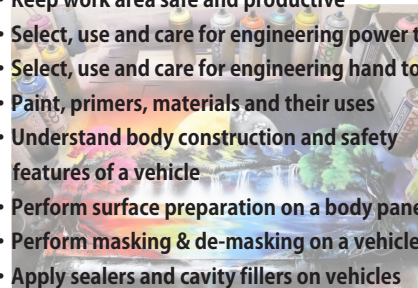 • Keep work area safe and productive
• Select, use and care for engineering power
• Select, use and care for engineering hand
• Paint, primers, materials and their uses
• Understand body construction and safety
features of a vehicle
• Perform surface preparation on a body
• Perform masking & de-masking on a vehicle
• Apply sealers and cavity fillers on vehicles